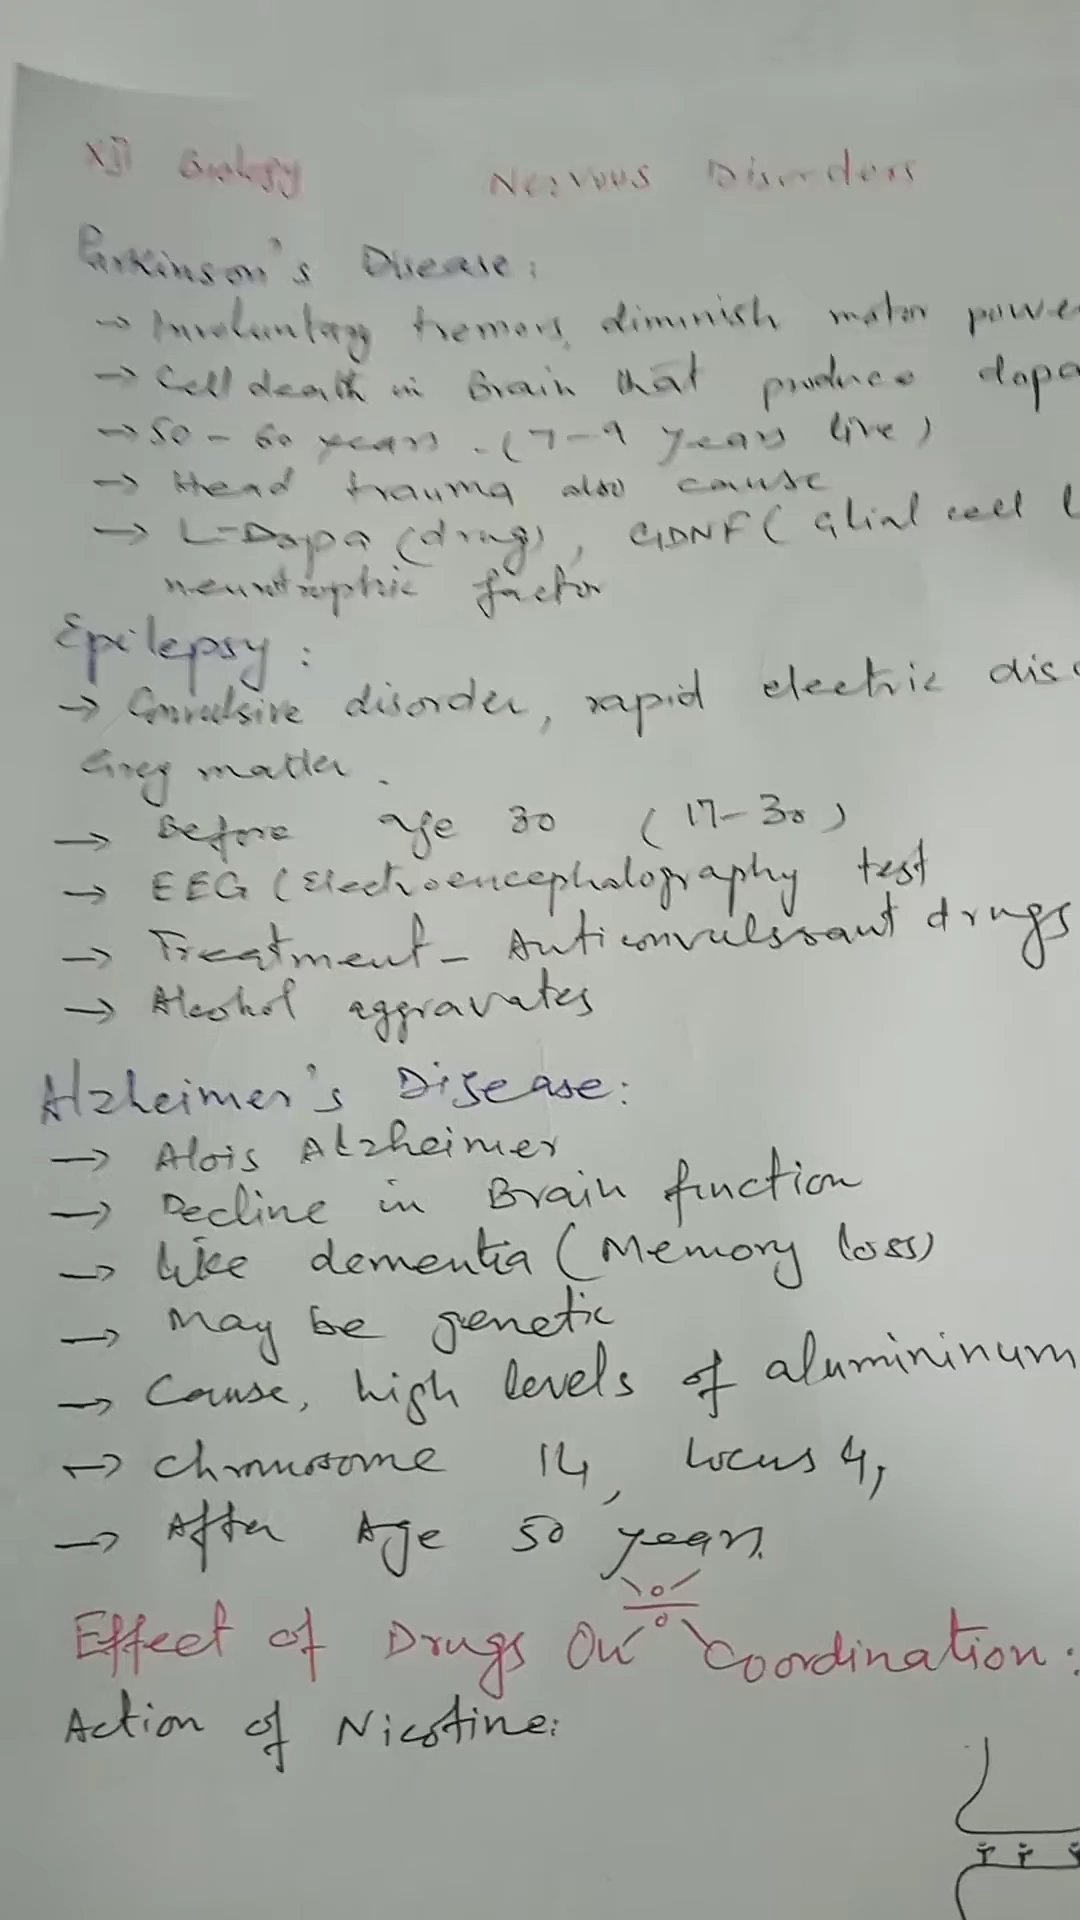 XII Biology Nervous Disorders
Parkinson's Disease:
→ Involuntary tremors, diminish motor powe
→ Cell death in Brain that produce dopa
→ 50 - 60 years. (7-9 years live)
→ Head trauma also cause
→ L-Dopa (drug), GDNF (Glial cell l
neurotrophic factor
Epilepsy:
→ Convulsive disorder, rapid electric dis
Grey matter.
→ Before age 30 (17-30)
→ EEG (Electroencephalography test
→ Treatment - Anticonvulssant drugs
→ Alcohol aggravates
Alzheimer's Disease:
→ Alois Alzheimer
→ Decline in Brain function
→ like dementia (Memory loss)
→ May be genetic
→ Cause, high levels of alumininum
→ Chromosome 14, Locus 4,
→ After Age 50 years.
Effect of Drugs On Coordination:
Action of Nicotine: